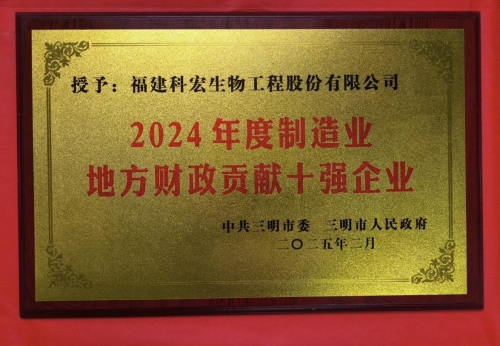 授予：福建科宏生物工程股份有限公司
2024年度制造业
地方财政贡献十强企业
中共三明市委 三明市人民政府
二〇二五年二月